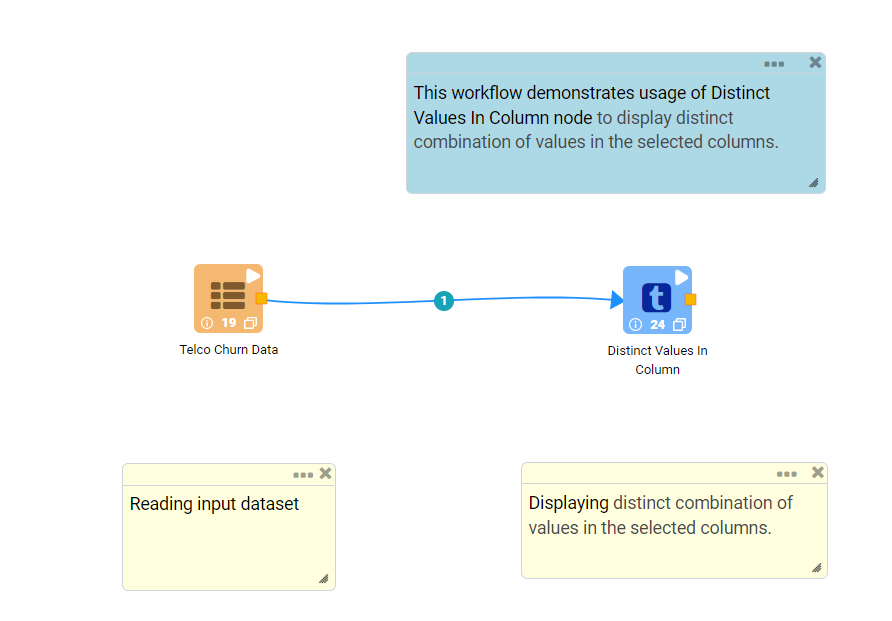 This workflow demonstrates usage of Distinct
Values In Column node to display distinct
combination of values in the selected columns.
1
19
t
24
Telco Churn Data
Distinct Values In
Column
Reading input dataset
Displaying distinct combination of
values in the selected columns.